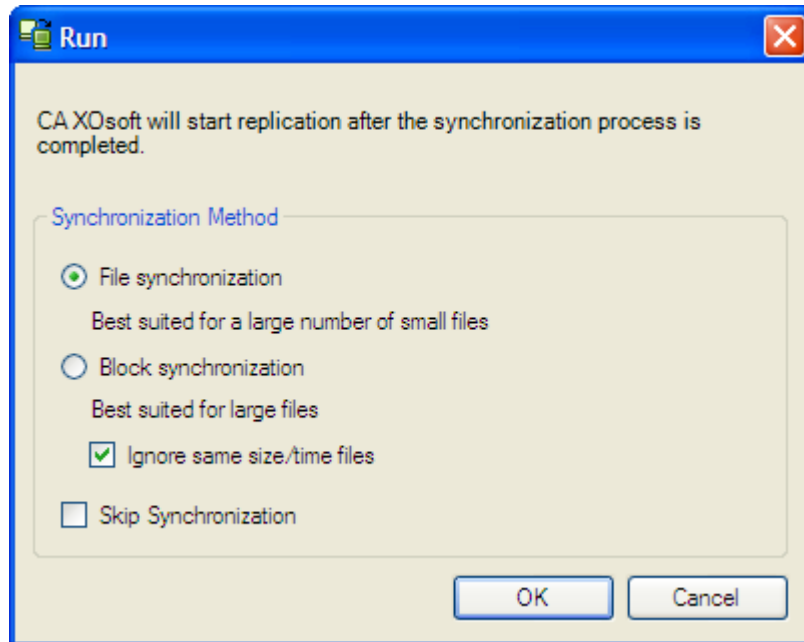 Run
CA XOsoft will start replication after the synchronization process is
completed.
Synchronization Method
File synchronization
Best suited for a large number of small files
Block synchronization
Best suited for large files
Ignore same size/time files
Skip Synchronization
OK Cancel